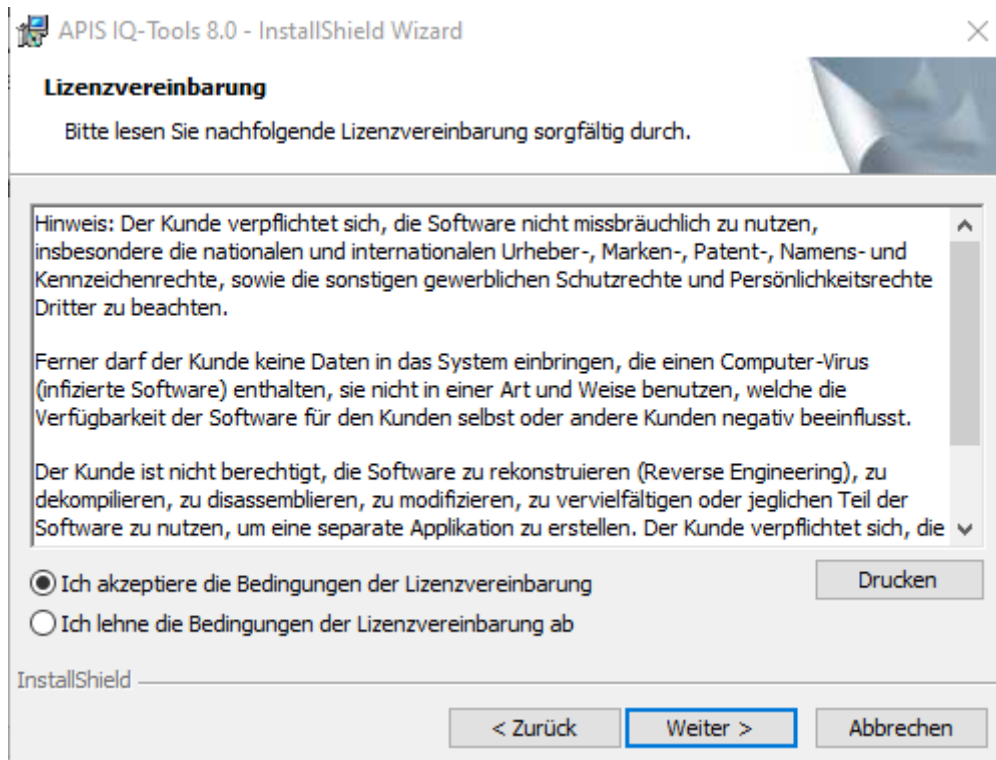 APIS IQ-Tools 8.0 - InstallShield Wizard
Lizenzvereinbarung
Bitte lesen Sie nachfolgende Lizenzvereinbarung sorgfältig durch.
Hinweis: Der Kunde verpflichtet sich, die Software nicht missbräuchlich zu nutzen,
insbesondere die nationalen und internationalen Urheber-, Marken-, Patent-, Namens- und
Kennzeichenrechte, sowie die sonstigen gewerblichen Schutzrechte und Persönlichkeitsrechte
Dritter zu beachten.
Ferner darf der Kunde keine Daten in das System einbringen, die einen Computer-Virus
(infizierte Software) enthalten, sie nicht in einer Art und Weise benutzen, welche die
Verfügbarkeit der Software für den Kunden selbst oder andere Kunden negativ beeinflusst.
Der Kunde ist nicht berechtigt, die Software zu rekonstruieren (Reverse Engineering), zu
dekompilieren, zu disassemblieren, zu modifizieren, zu vervielfältigen oder jeglichen Teil der
Software zu nutzen, um eine separate Applikation zu erstellen. Der Kunde verpflichtet sich, die
Ich akzeptiere die Bedingungen der Lizenzvereinbarung
Drucken
Ich lehne die Bedingungen der Lizenzvereinbarung ab
InstallShield
< Zurück
Weiter >
Abbrechen